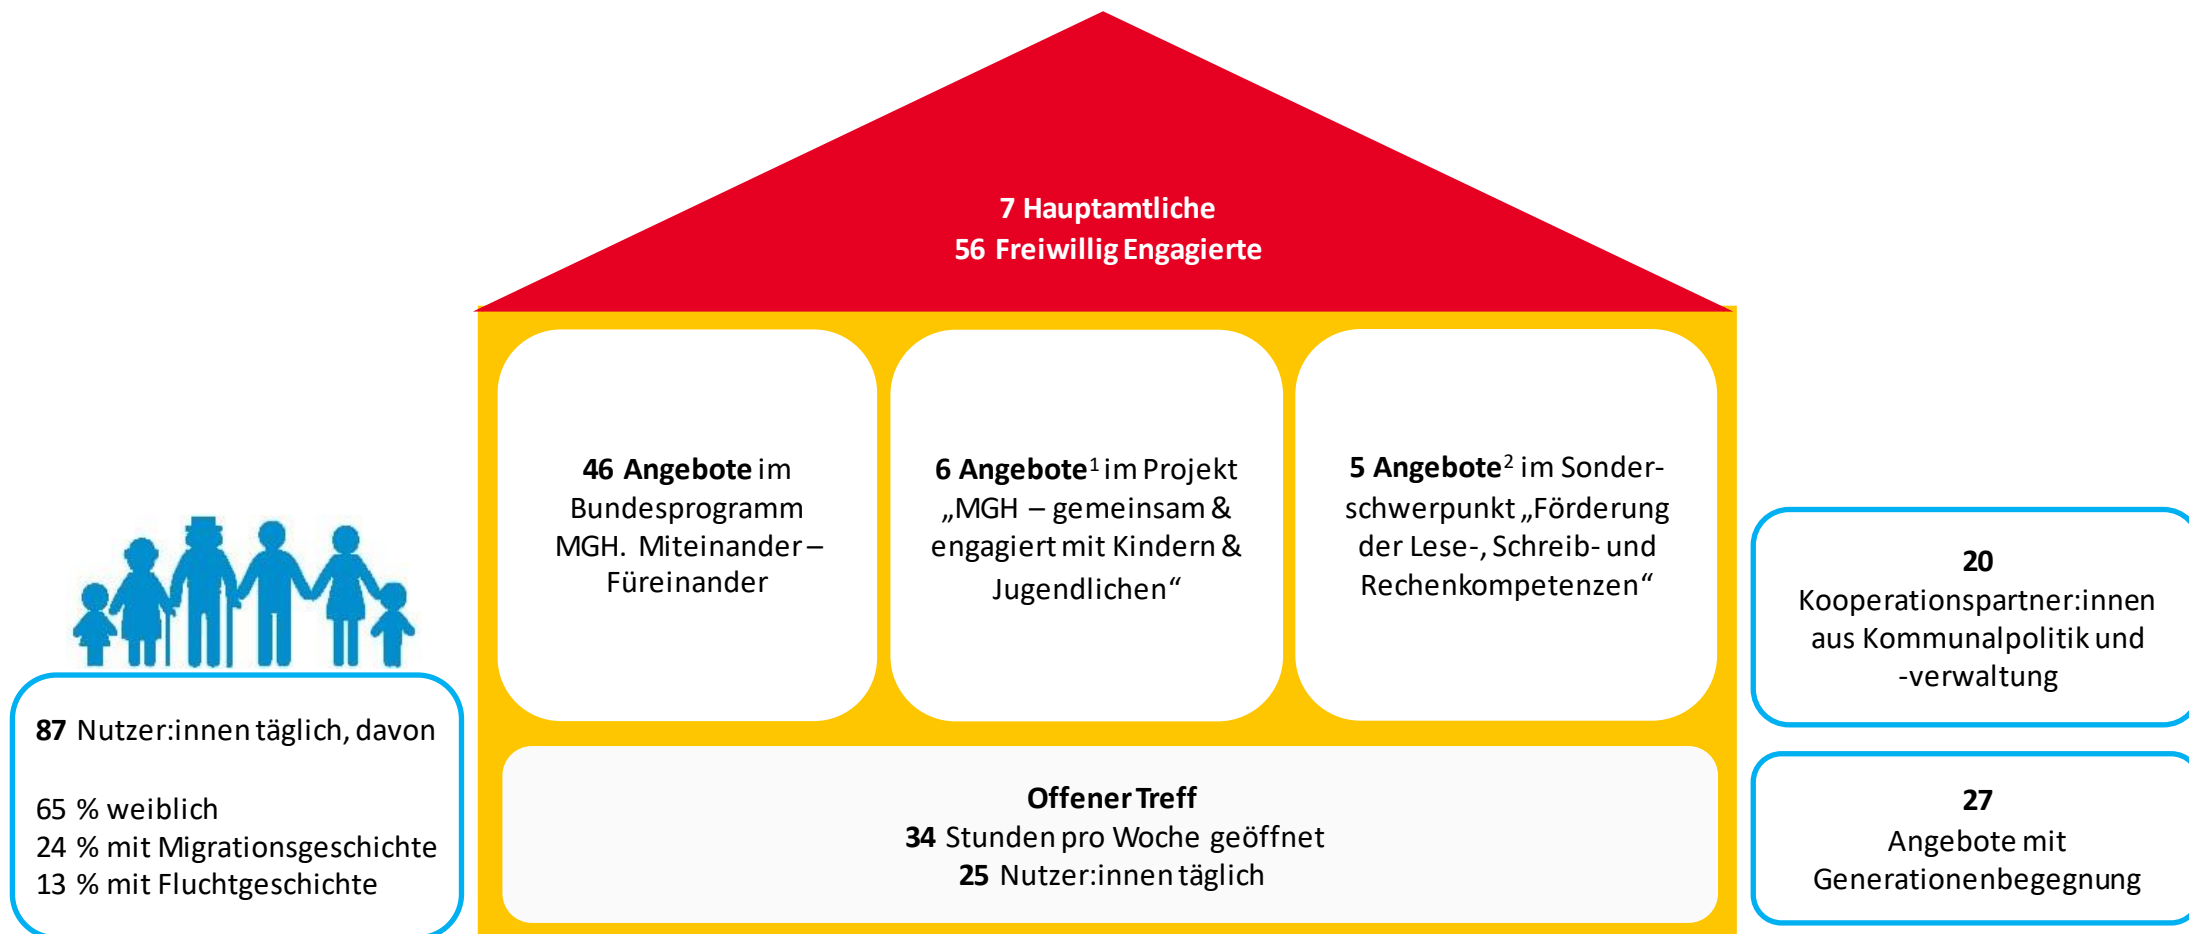 7 Hauptamtliche
56 Freiwillig Engagierte
46 Angebote im
Bundesprogramm
MGH. Miteinander –
Füreinander
6 Angebote¹ im Projekt
„MGH – gemeinsam &
engagiert mit Kindern &
Jugendlichen“
5 Angebote² im Sonder-
schwerpunkt „Förderung
der Lese-, Schreib- und
Rechenkompetenzen“
87 Nutzer:innen täglich, davon
65 % weiblich
24 % mit Migrationsgeschichte
13 % mit Fluchtgeschichte
Offener Treff
34 Stunden pro Woche geöffnet
25 Nutzer:innen täglich
20
Kooperationspartner:innen
aus Kommunalpolitik und
-verwaltung
27
Angebote mit
Generationenbegegnung